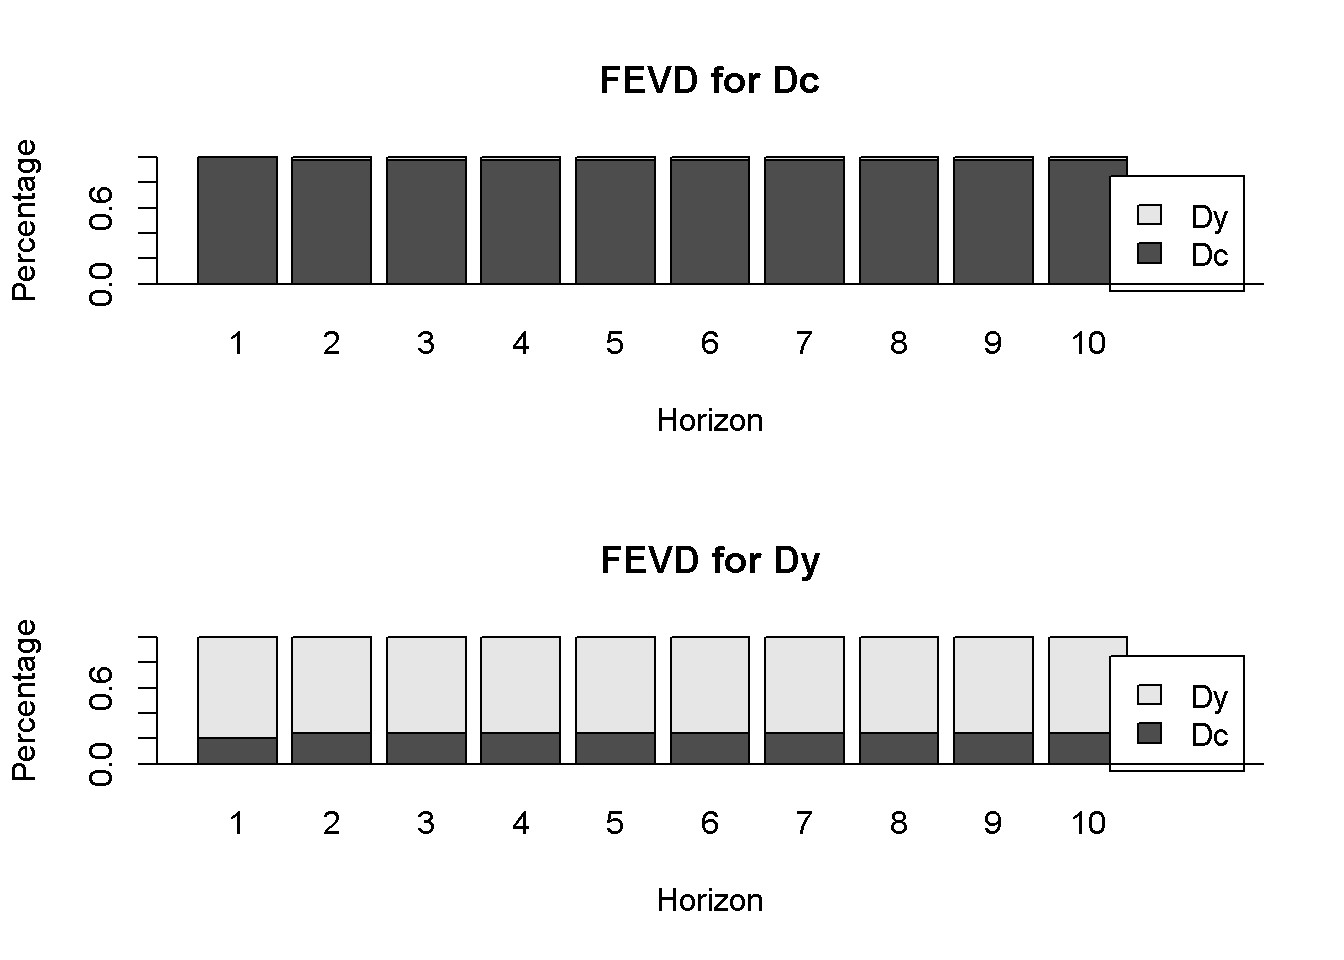 FEVD for Dc
Percentage
0.6
0.0
Dy
Dc
1 2 3 4 5 6 7 8 9 10
Horizon
FEVD for Dy
Percentage
0.6
0.0
Dy
Dc
1 2 3 4 5 6 7 8 9 10
Horizon